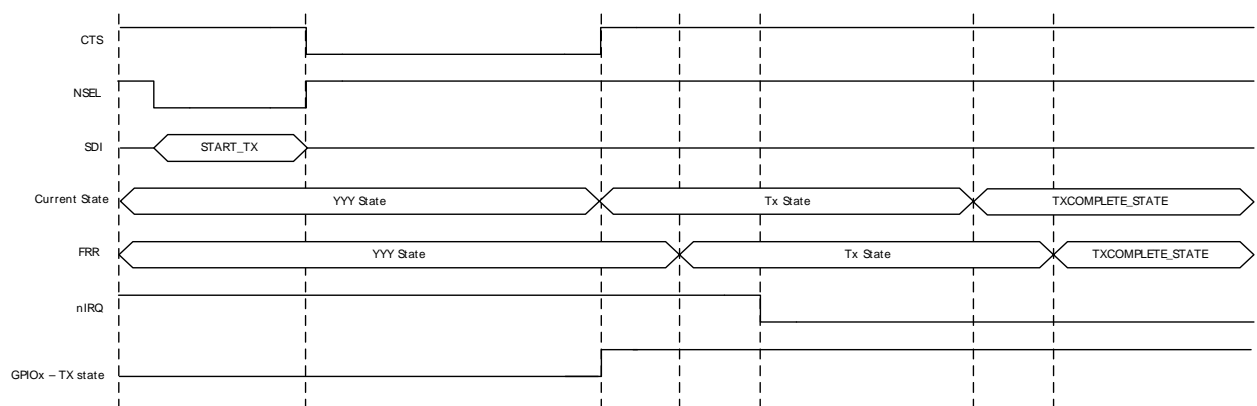 CTS
NSEL
SDI START_TX
Current State YYY State Tx State TXCOMPLETE_STATE
FRR YYY State Tx State TXCOMPLETE_STATE
nIRQ
GPIOx – TX state